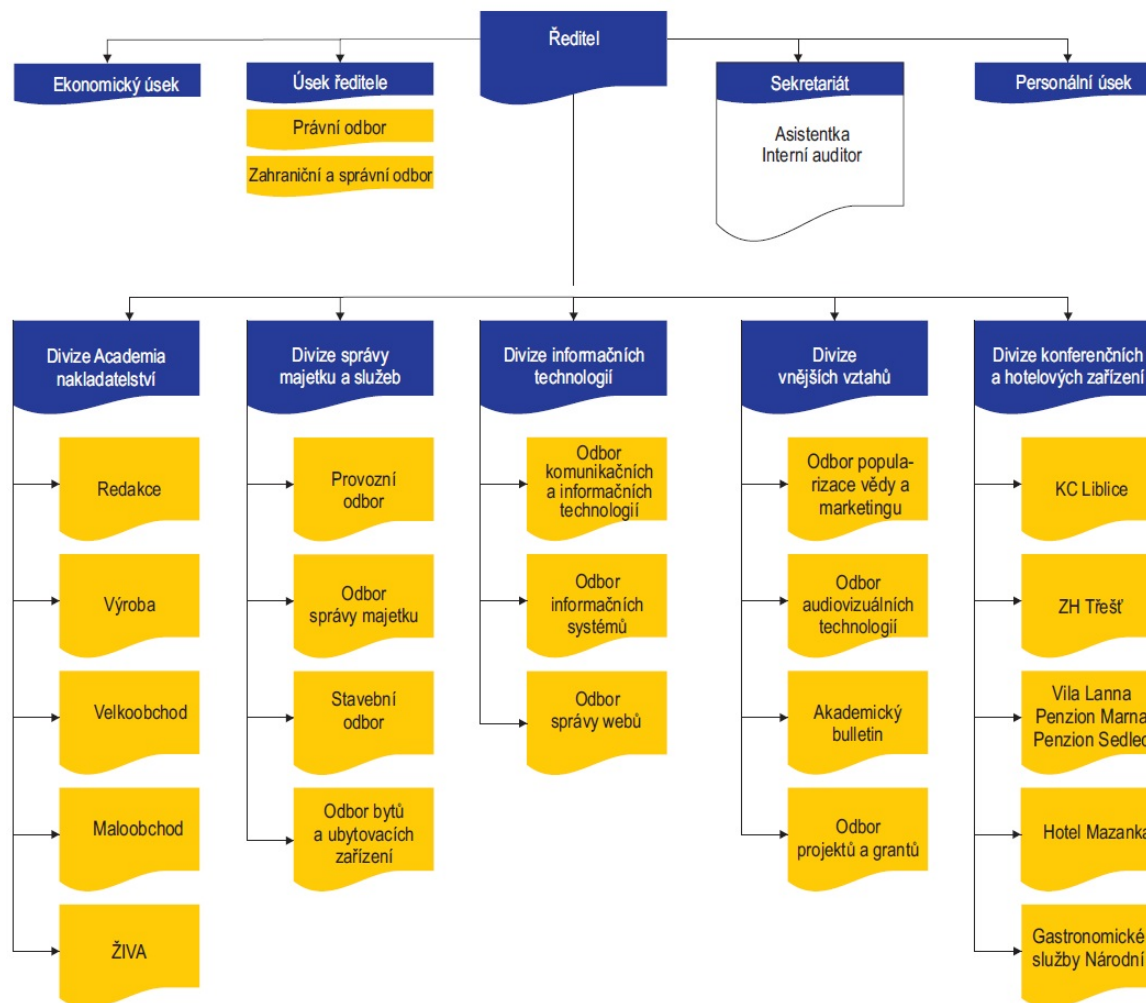 Ředitel
Ekonomický úsek
Úsek ředitele
Právní odbor
Zahraniční a správní odbor
Sekretariát
Asistentka
Interní auditor
Personální úsek
Divize Academia
nakladatelství
Redakce
Výroba
Velkoobchod
Maloobchod
ŽIVA
Divize správy
majetku a služeb
Provozní
odbor
Odbor
správy majetku
Stavební
odbor
Odbor bytů
a ubytovacích
zařízení
Divize informačních
technologií
Odbor
komunikačních
a informačních
technologií
Odbor
informačních
systémů
Odbor
správy webů
Divize
vnějších vztahů
Odbor popula-
rizace vědy a
marketingu
Odbor
audiovizuálních
technologií
Akademický
bulletin
Odbor
projektů a grantů
Divize konferenčních
a hotelových zařízení
KC Liblice
ZH Třešť
Vila Lanna
Penzion Marna
Penzion Sedlec
Hotel Mazanka
Gastronomické
služby Národní